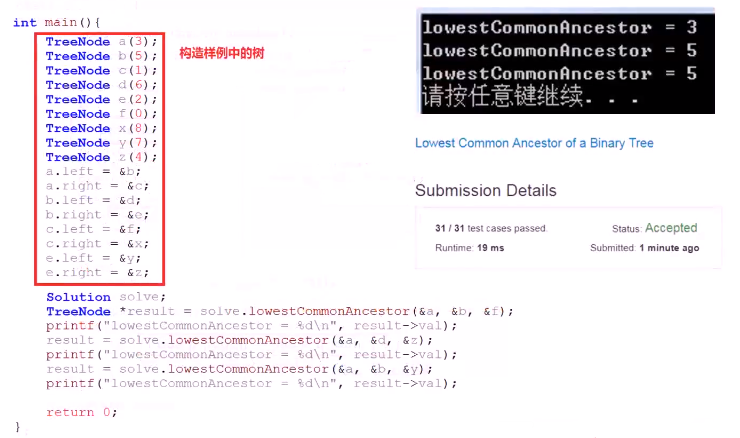 int main(){
TreeNode a(3);
TreeNode b(5);
TreeNode c(1);
TreeNode d(6);
TreeNode e(2);
TreeNode f(0);
TreeNode x(8);
TreeNode y(7);
TreeNode z(4);
a.left = &b;
a.right = &c;
b.left = &d;
b.right = &e;
c.left = &f;
c.right = &x;
e.left = &y;
e.right = &z;
构造样例中的树
Solution solve;
TreeNode *result = solve.lowestCommonAncestor(&a, &b, &f);
printf("lowestCommonAncestor = %d\n", result->val);
result = solve.lowestCommonAncestor(&a, &d, &z);
printf("lowestCommonAncestor = %d\n", result->val);
result = solve.lowestCommonAncestor(&a, &b, &y);
printf("lowestCommonAncestor = %d\n", result->val);
return 0;
}
lowestCommonAncestor = 3
lowestCommonAncestor = 5
lowestCommonAncestor = 5
请按任意键继续. . .
Lowest Common Ancestor of a Binary Tree
Submission Details
31 / 31 test cases passed.
Status: Accepted
Runtime: 19 ms
Submitted: 1 minute ago